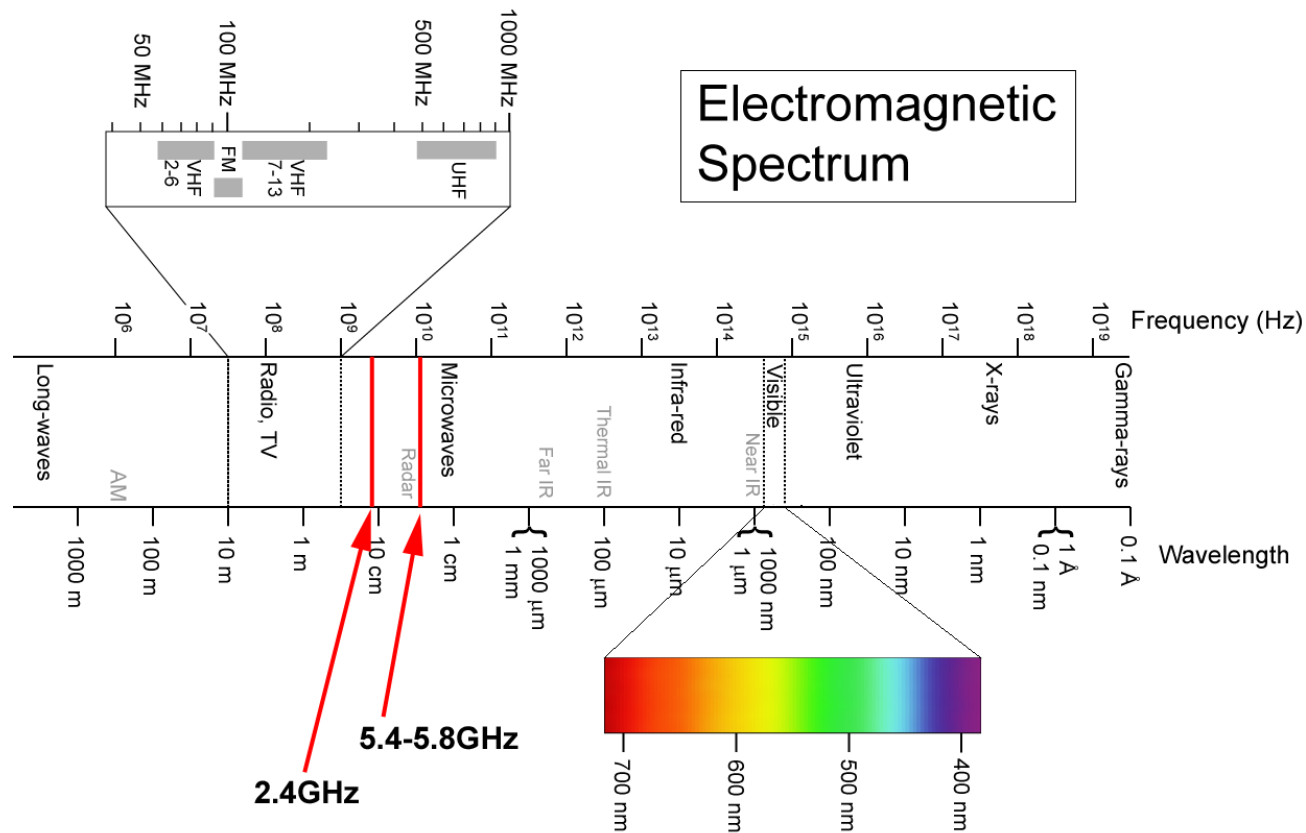 50 MHz
100 MHz
500 MHz
1000 MHz
VHF
2-6
FM
VHF
7-13
UHF
Electromagnetic
Spectrum
10⁶
10⁷
10⁸
10⁹
10¹⁰
10¹¹
10¹²
10¹³
10¹⁴
10¹⁵
10¹⁶
10¹⁷
10¹⁸
10¹⁹
Frequency (Hz)
Long-waves
AM
Radio, TV
Radar
Microwaves
Far IR
Thermal IR
Infra-red
Near IR
Visible
Ultraviolet
X-rays
Gamma-rays
1000 m
100 m
10 m
1 m
10 cm
1 cm
1000 µm
1 mm
100 µm
10 µm
1000 nm
1 µm
100 nm
10 nm
1 nm
1 Å
0.1 nm
0.1 Å
Wavelength
5.4-5.8GHz
2.4GHz
700 nm
600 nm
500 nm
400 nm